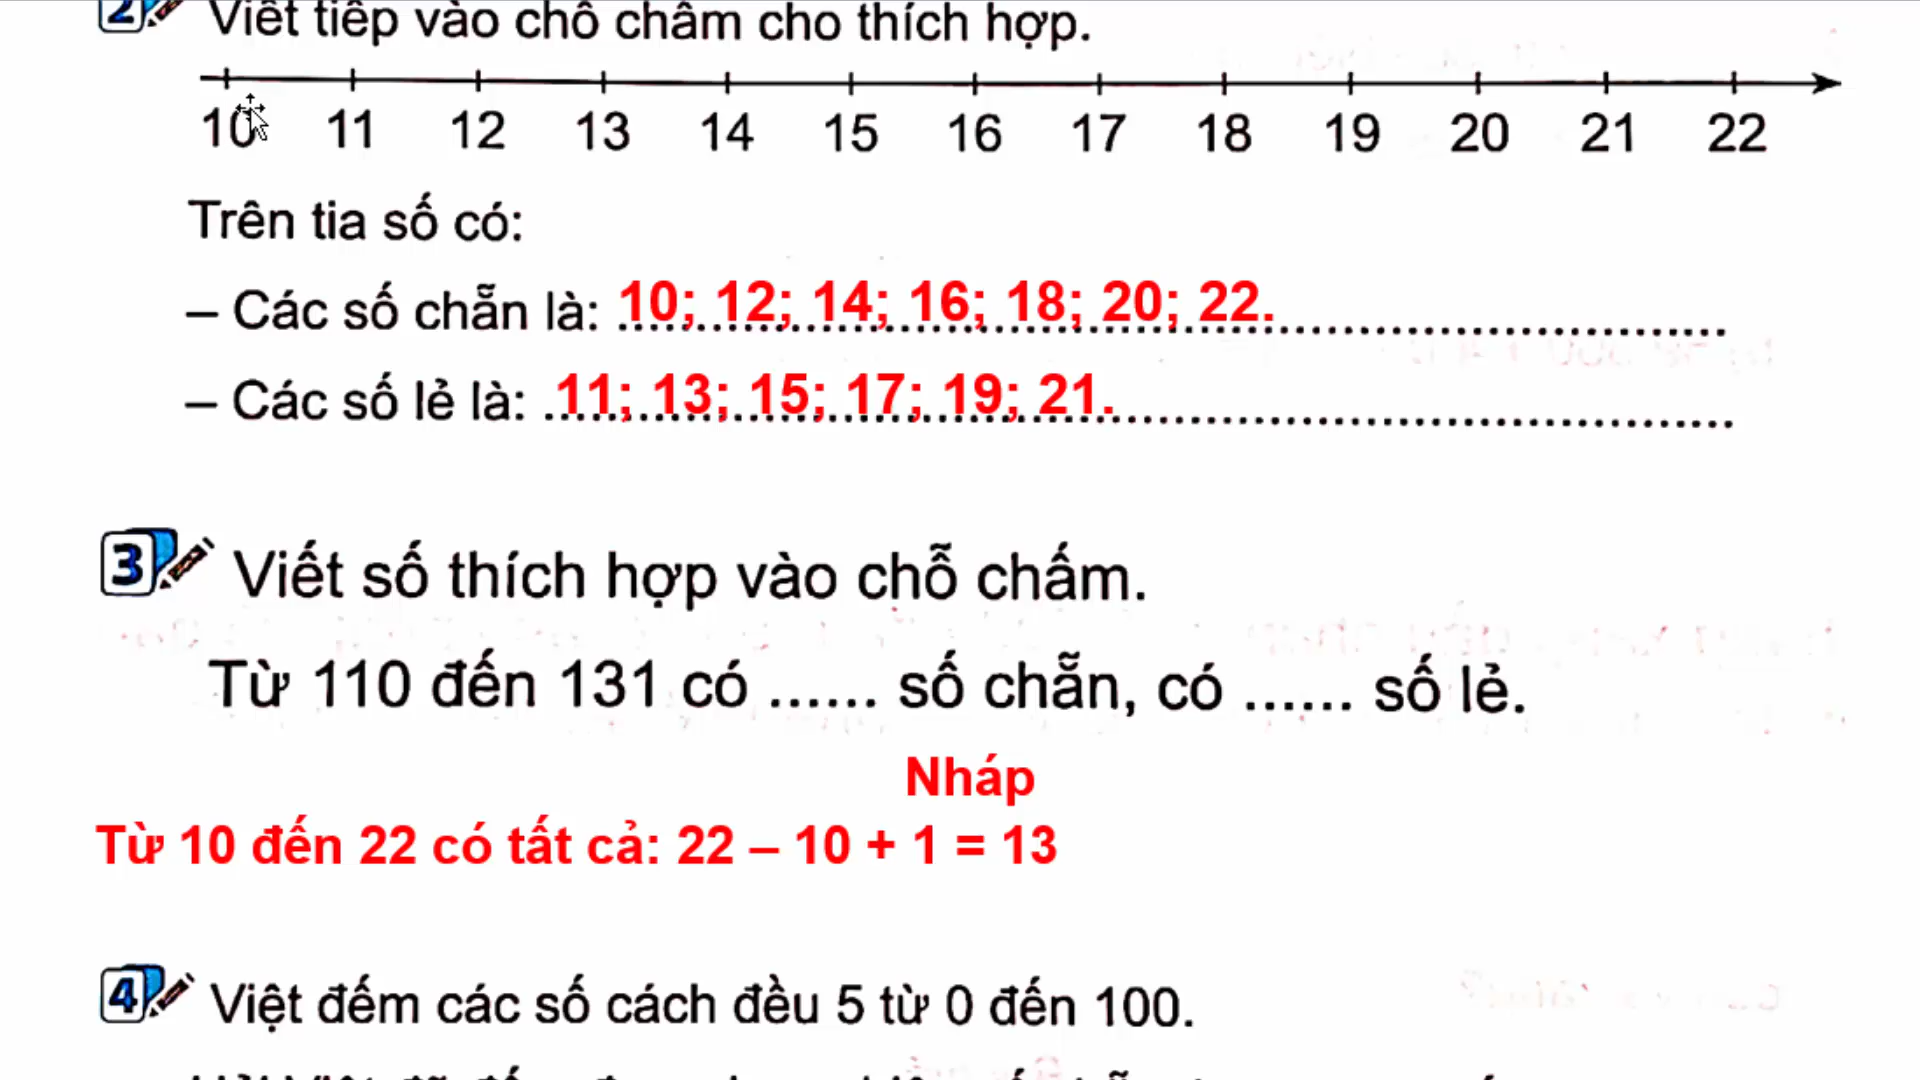 2 Viết tiếp vào chỗ chấm cho thích hợp.
10 11 12 13 14 15 16 17 18 19 20 21 22
Trên tia số có:
– Các số chẵn là: 10; 12; 14; 16; 18; 20; 22.
– Các số lẻ là: 11; 13; 15; 17; 19; 21.
3 Viết số thích hợp vào chỗ chấm.
Từ 110 đến 131 có ...... số chẵn, có ...... số lẻ.
Nháp
Từ 10 đến 22 có tất cả: 22 – 10 + 1 = 13
4 Việt đếm các số cách đều 5 từ 0 đến 100.